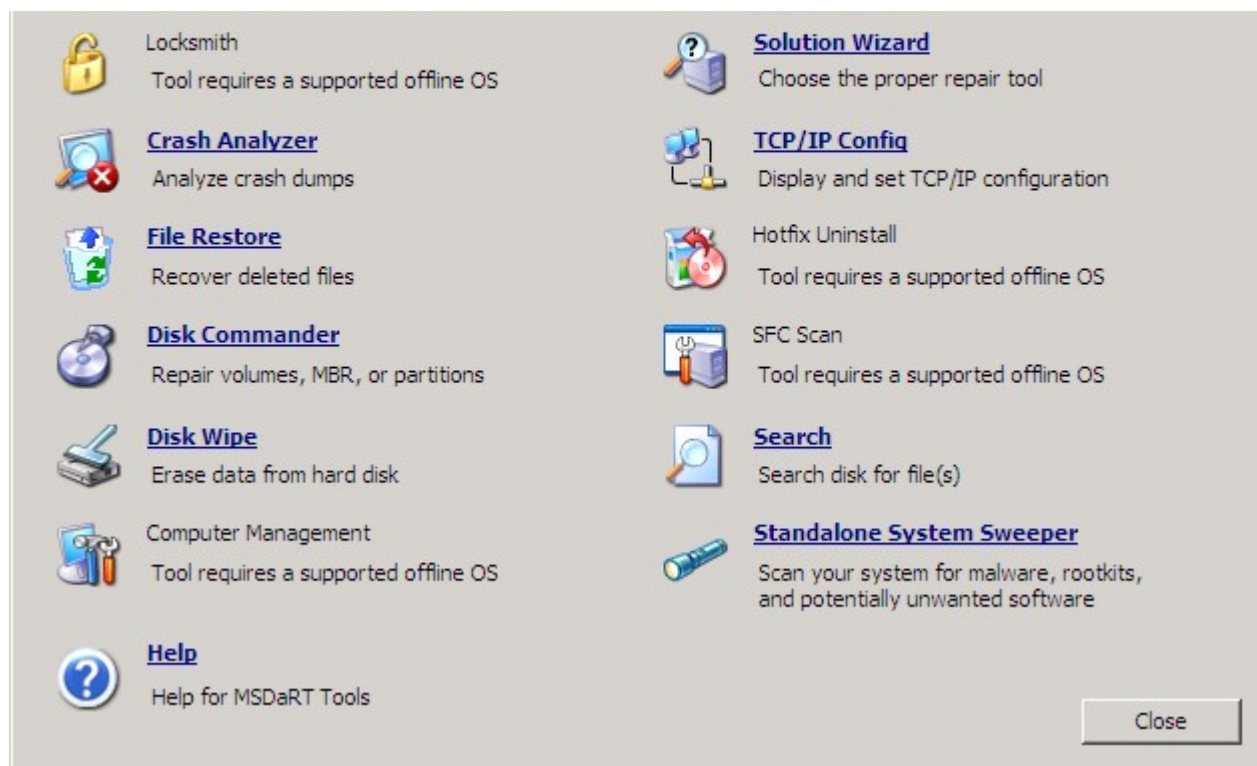 Locksmith
Tool requires a supported offline OS
Crash Analyzer
Analyze crash dumps
File Restore
Recover deleted files
Disk Commander
Repair volumes, MBR, or partitions
Disk Wipe
Erase data from hard disk
Computer Management
Tool requires a supported offline OS
Help
Help for MSDaRT Tools
Solution Wizard
Choose the proper repair tool
TCP/IP Config
Display and set TCP/IP configuration
Hotfix Uninstall
Tool requires a supported offline OS
SFC Scan
Tool requires a supported offline OS
Search
Search disk for file(s)
Standalone System Sweeper
Scan your system for malware, rootkits,
and potentially unwanted software
Close